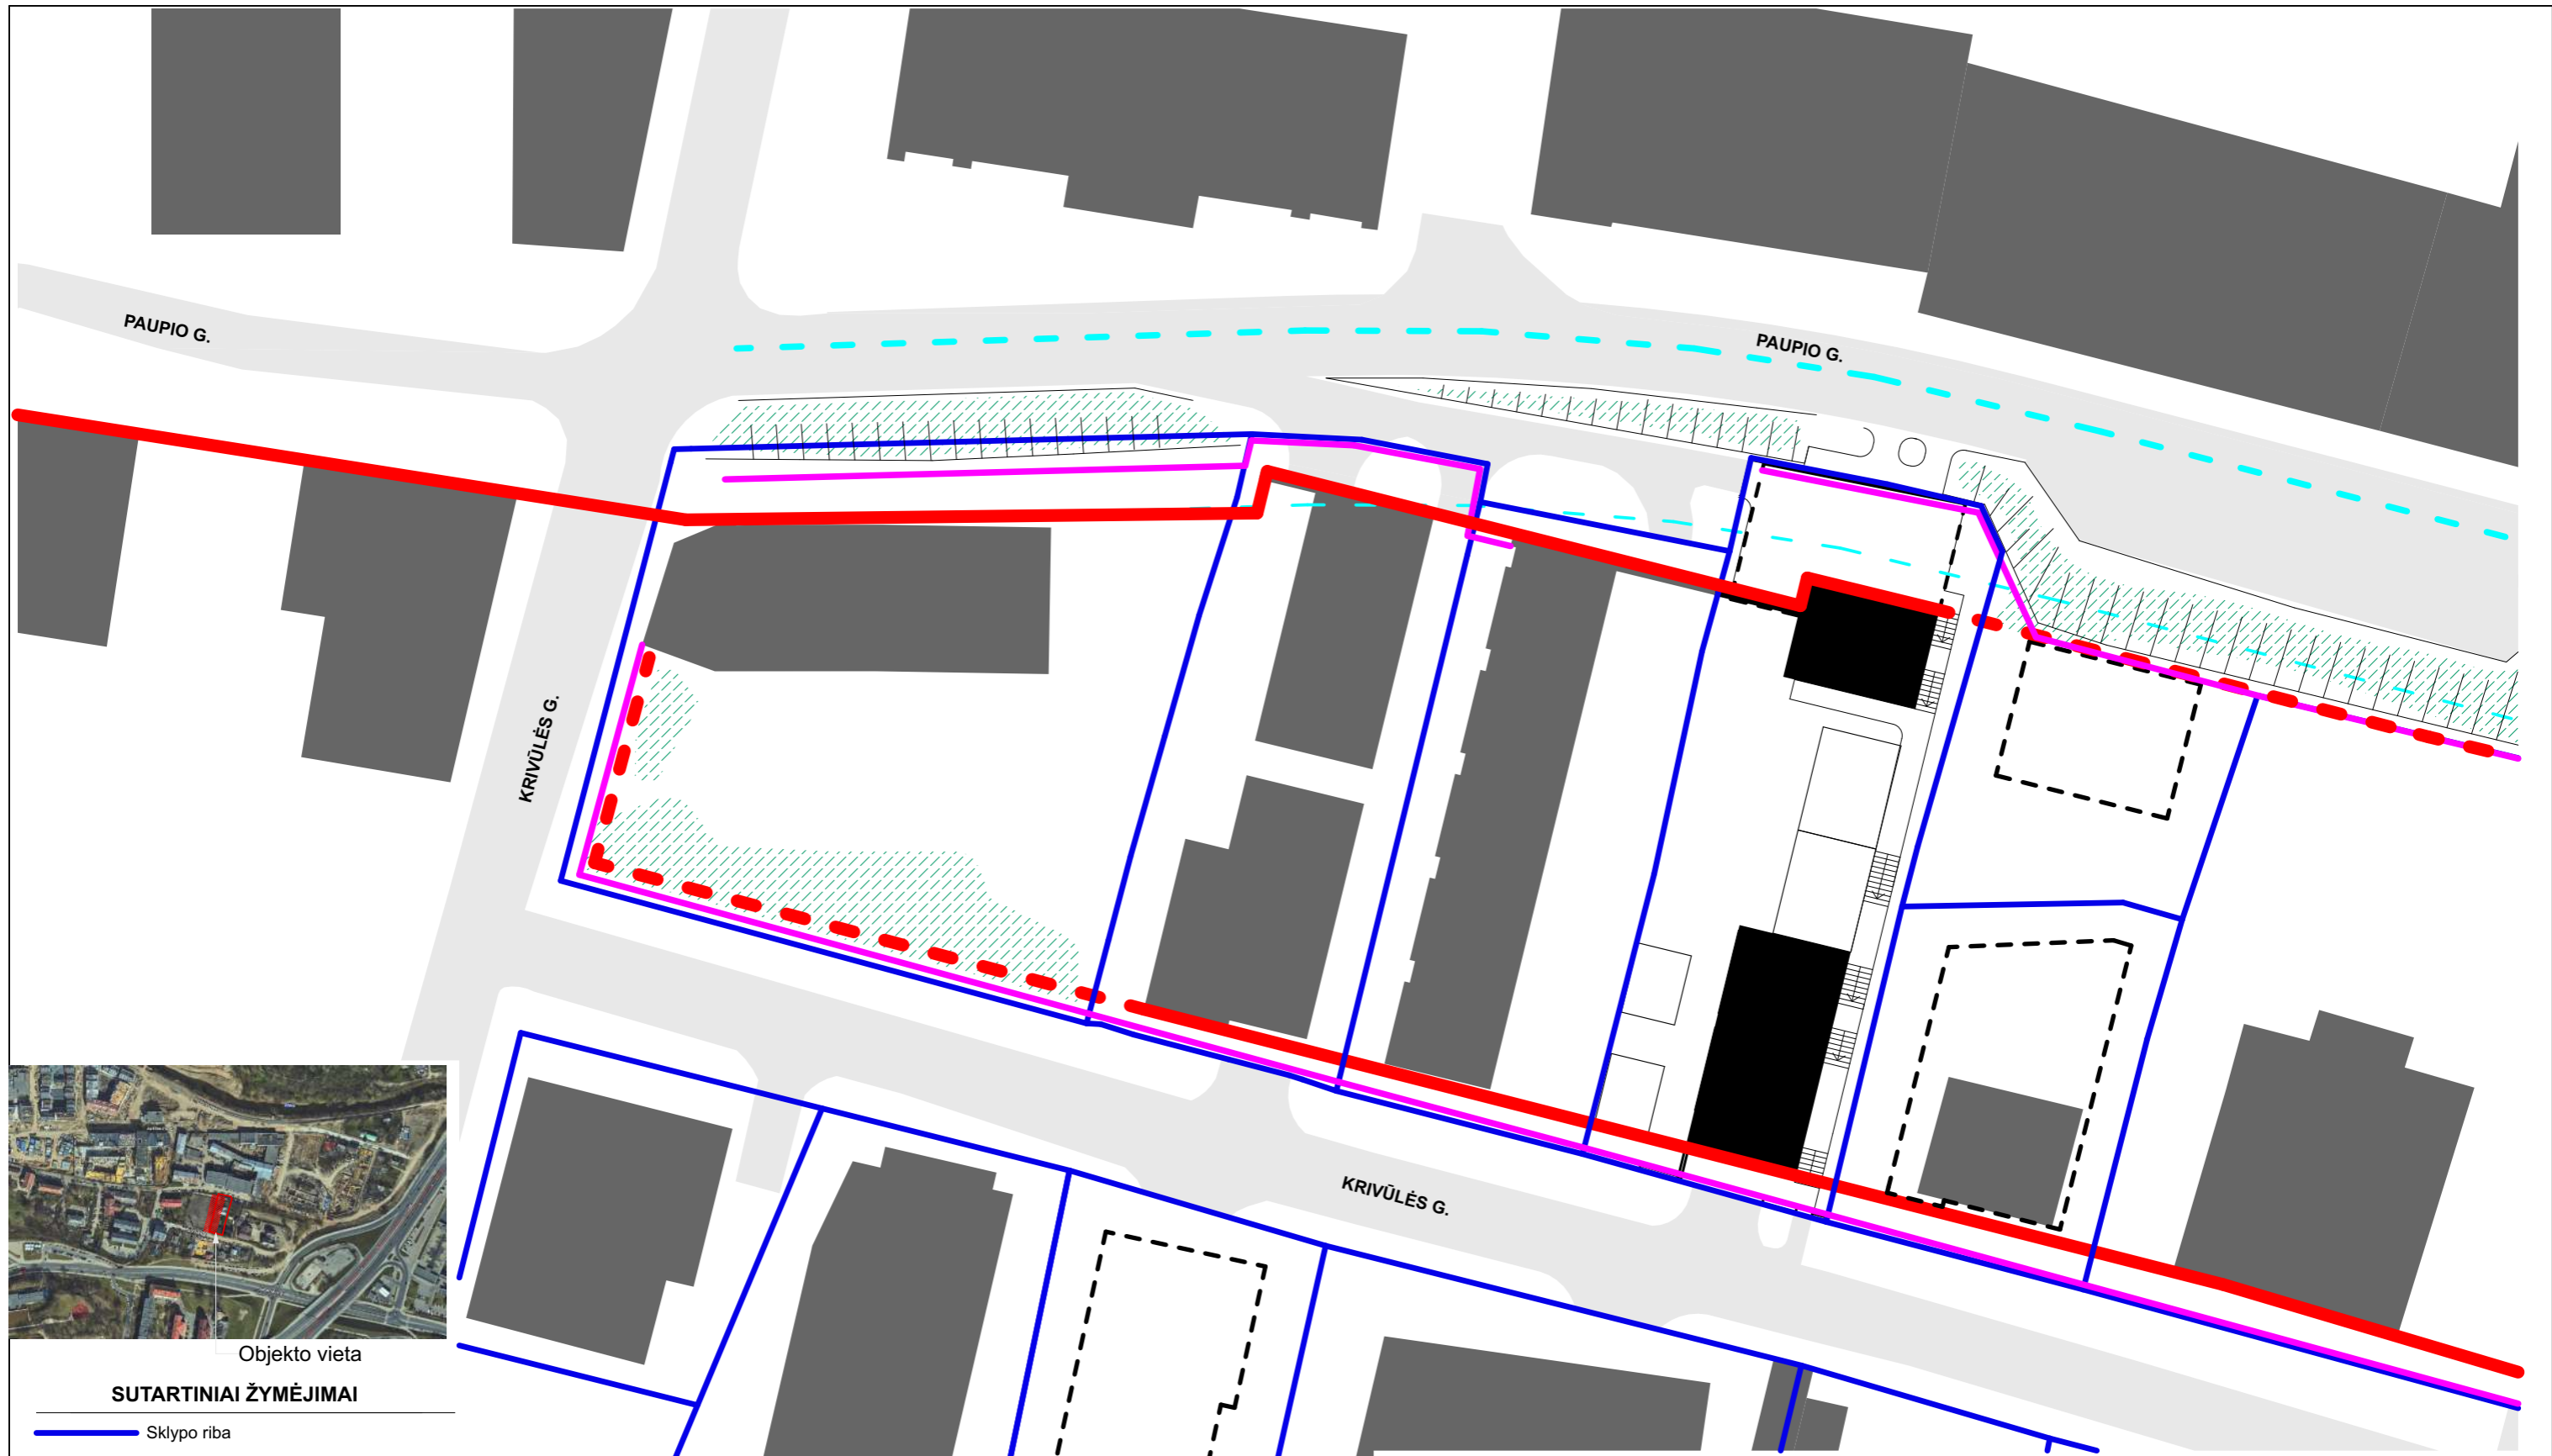 PAUPIO G.
PAUPIO G.
KRIVŪLĖS G.
KRIVŪLĖS G.
Objekto vieta
SUTARTINIAI ŽYMĖJIMAI
Sklypo riba